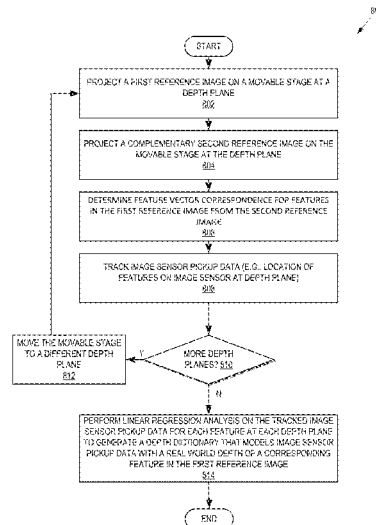 START
PROJECT A FIRST REFERENCE IMAGE ON A MOVABLE STAGE AT A
DEPTH PLANE
802
PROJECT A COMPLEMENTARY SECOND REFERENCE IMAGE ON THE
MOVABLE STAGE AT THE DEPTH PLANE
804
DETERMINE FEATURE VECTOR CORRESPONDENCE FOR FEATURES
IN THE FIRST REFERENCE IMAGE FROM THE SECOND REFERENCE
IMAGE
806
TRACK IMAGE SENSOR PICKUP DATA (E.G., LOCATION OF
FEATURES ON IMAGE SENSOR AT DEPTH PLANE)
808
MORE DEPTH
PLANES? 810
Y
MOVE THE MOVABLE STAGE
TO A DIFFERENT DEPTH
PLANE
812
N
PERFORM LINEAR REGRESSION ANALYSIS ON THE TRACKED IMAGE
SENSOR PICKUP DATA FOR EACH FEATURE AT EACH DEPTH PLANE
TO GENERATE A DEPTH DICTIONARY THAT MODELS IMAGE SENSOR
PICKUP DATA WITH A REAL WORLD DEPTH OF A CORRESPONDING
FEATURE IN THE FIRST REFERENCE IMAGE
814
END